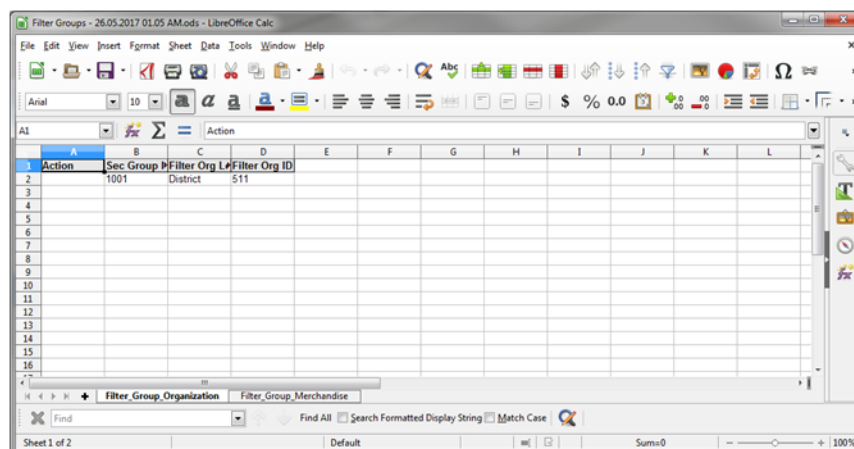 Filter Groups - 26.05.2017 01.05 AM.ods - LibreOffice Calc
File Edit View Insert Format Sheet Data Tools Window Help
Arial 10 a a a $ % 0.0
A1 Action
A B C D E F G H I J K L
1 Action Sec Group Filter Org L Filter Org ID
2 1001 District 511
3
4
5
6
7
8
9
10
11
12
13
14
15
16
Filter_Group_Organization Filter_Group_Merchandise
Find Find All Search Formatted Display String Match Case
Sheet 1 of 2 Default Sum=0 100%